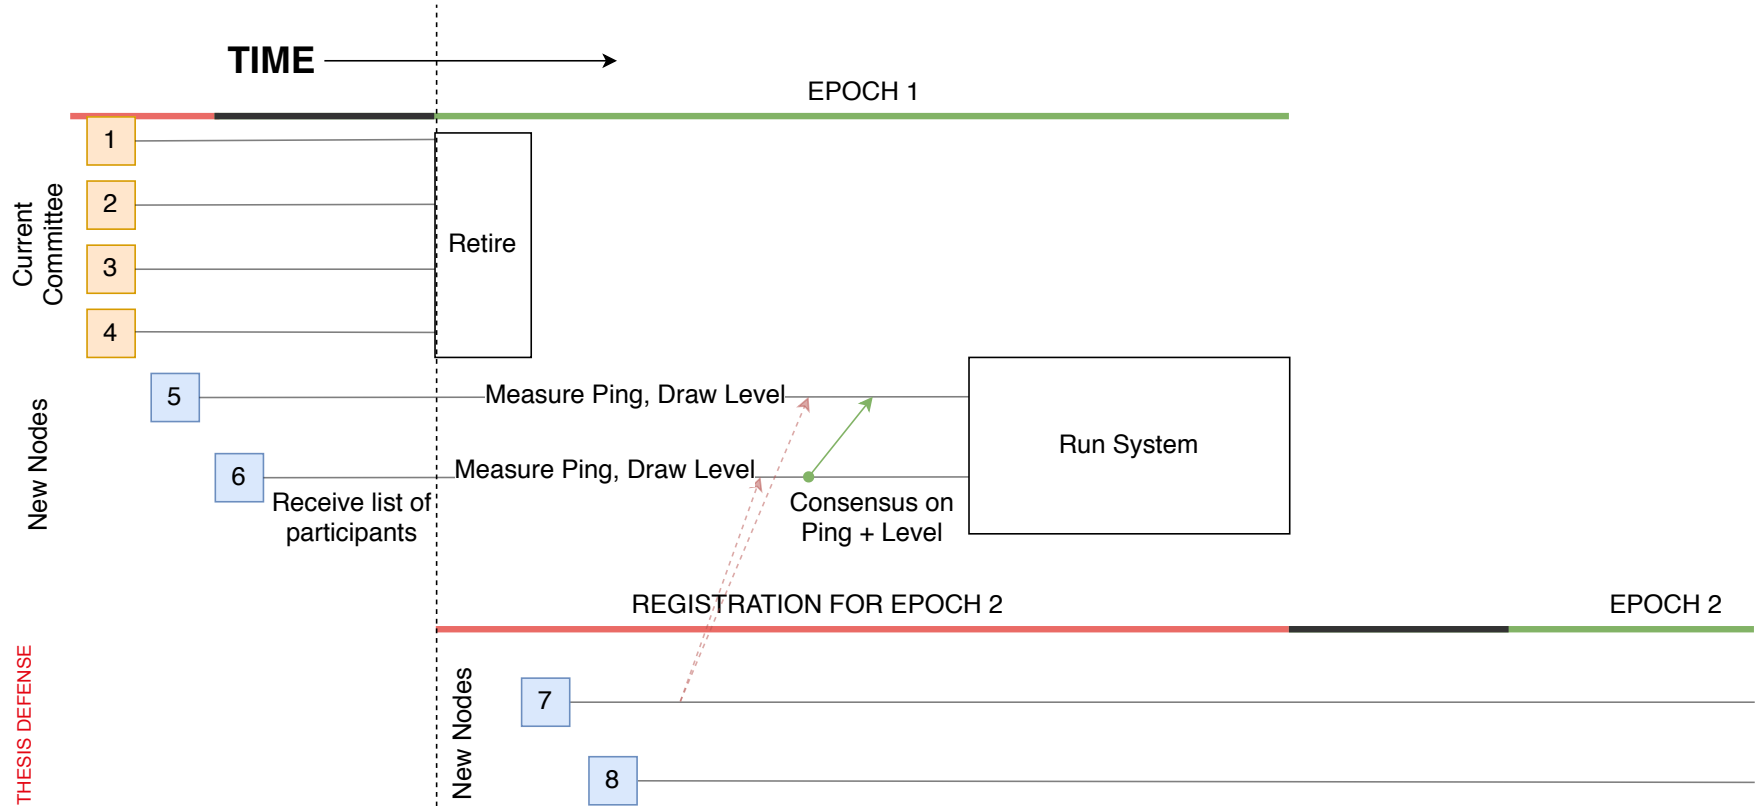 TIME
EPOCH 1
Current
Committee
1
2
3
4
Retire
New Nodes
5
Measure Ping, Draw Level
6
Measure Ping, Draw Level
Receive list of
participants
Consensus on
Ping + Level
Run System
REGISTRATION FOR EPOCH 2
EPOCH 2
THESIS DEFENSE
New Nodes
7
8